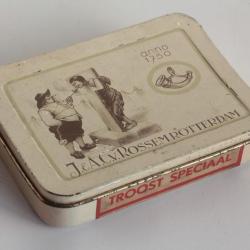 anno
1750
J & A.C. v. ROSSEM ROTTERDAM
TROOST SPECIAAL